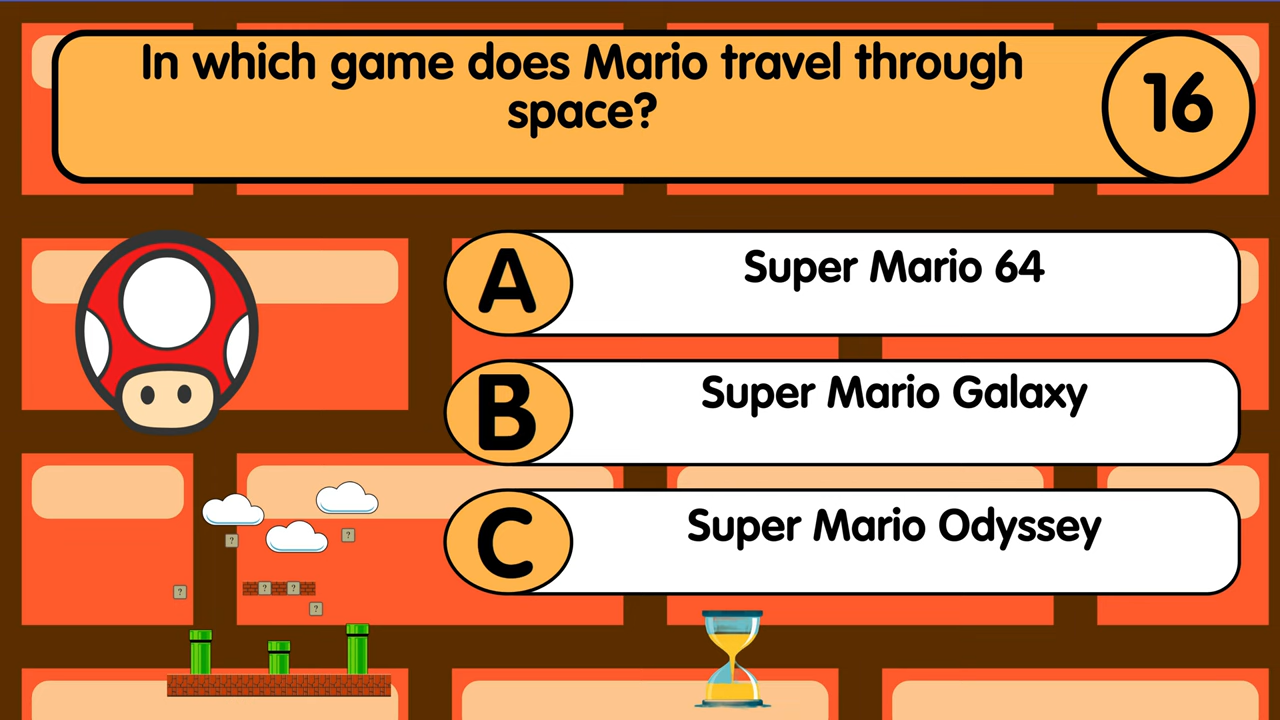 In which game does Mario travel through
space?
16
A
Super Mario 64
B
Super Mario Galaxy
C
Super Mario Odyssey
?
?
?
?
?
?